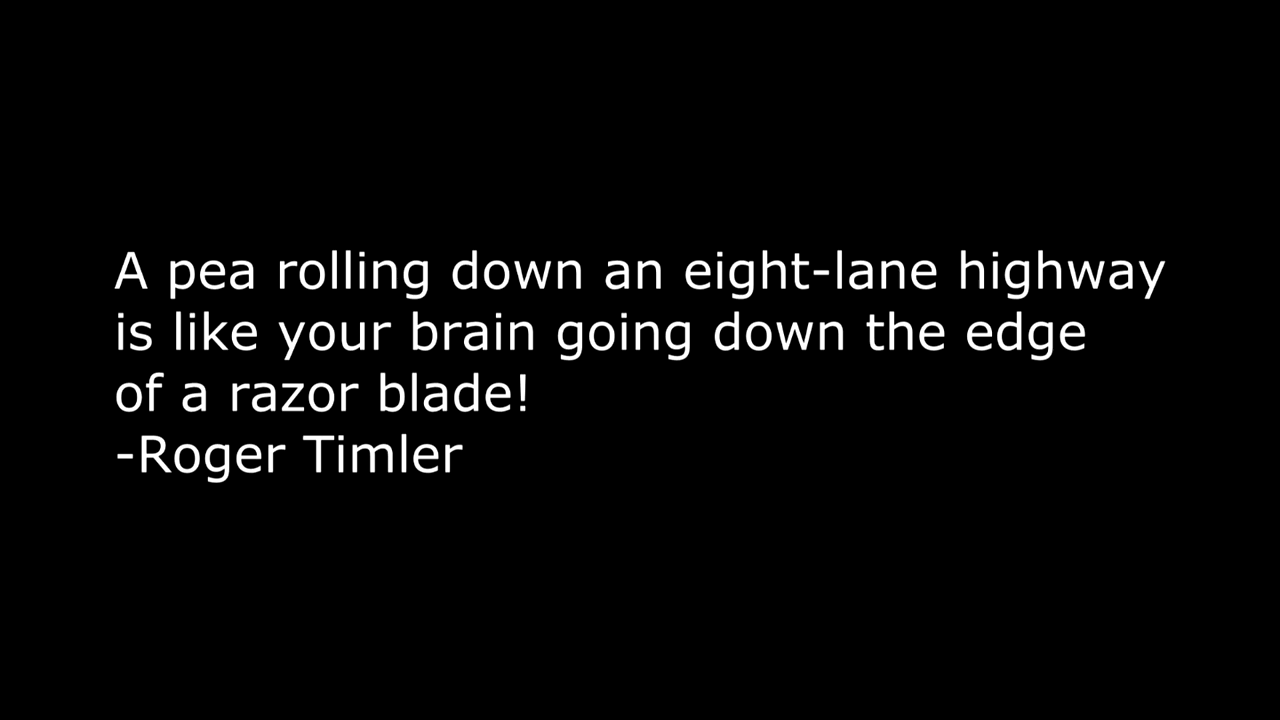 A pea rolling down an eight-lane highway
is like your brain going down the edge
of a razor blade!
-Roger Timler